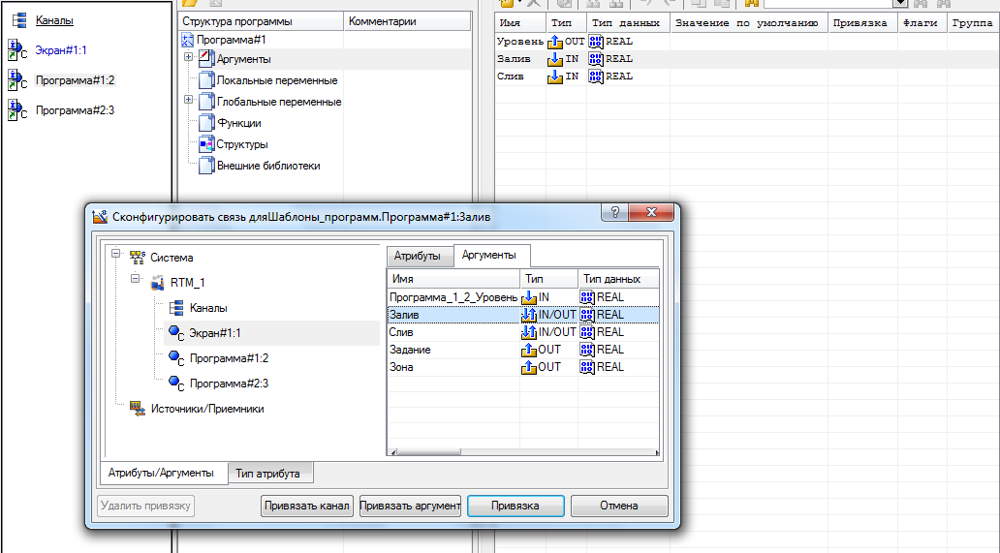 Каналы
Экран#1:1
Программа#1:2
Программа#2:3
Структура программы Комментарии
Программа#1
Аргументы
Локальные переменные
Глобальные переменные
Функции
Структуры
Внешние библиотеки
Имя Тип Тип данных Значение по умолчанию Привязка Флаги Группа
Уровень OUT REAL
Залив IN REAL
Слив IN REAL
Сконфигурировать связь дляШаблоны_программ.Программа#1:Залив
Система
RTM_1
Каналы
Экран#1:1
Программа#1:2
Программа#2:3
Источники/Приемники
Атрибуты Аргументы
Имя Тип Тип данных
Программа_1_2_Уровень IN REAL
Залив IN/OUT REAL
Слив IN/OUT REAL
Задание OUT REAL
Зона OUT REAL
Атрибуты/Аргументы Тип атрибута
Удалить привязку Привязать канал Привязать аргумент Привязка Отмена